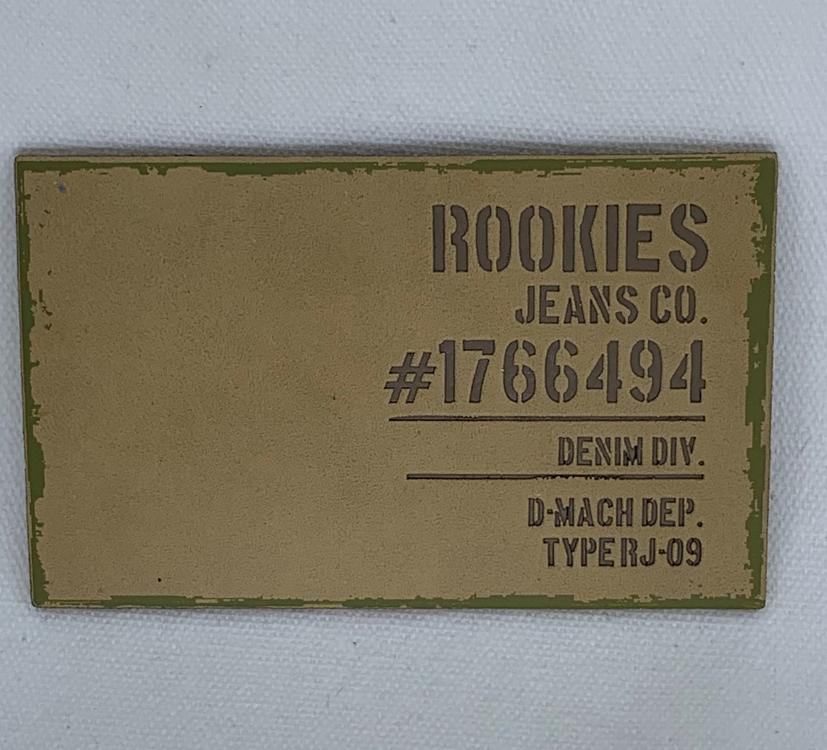 ROOKIES
JEANS CO.
#1766494
DENIM DIV.
D-MACH DEP.
TYPE RJ-09